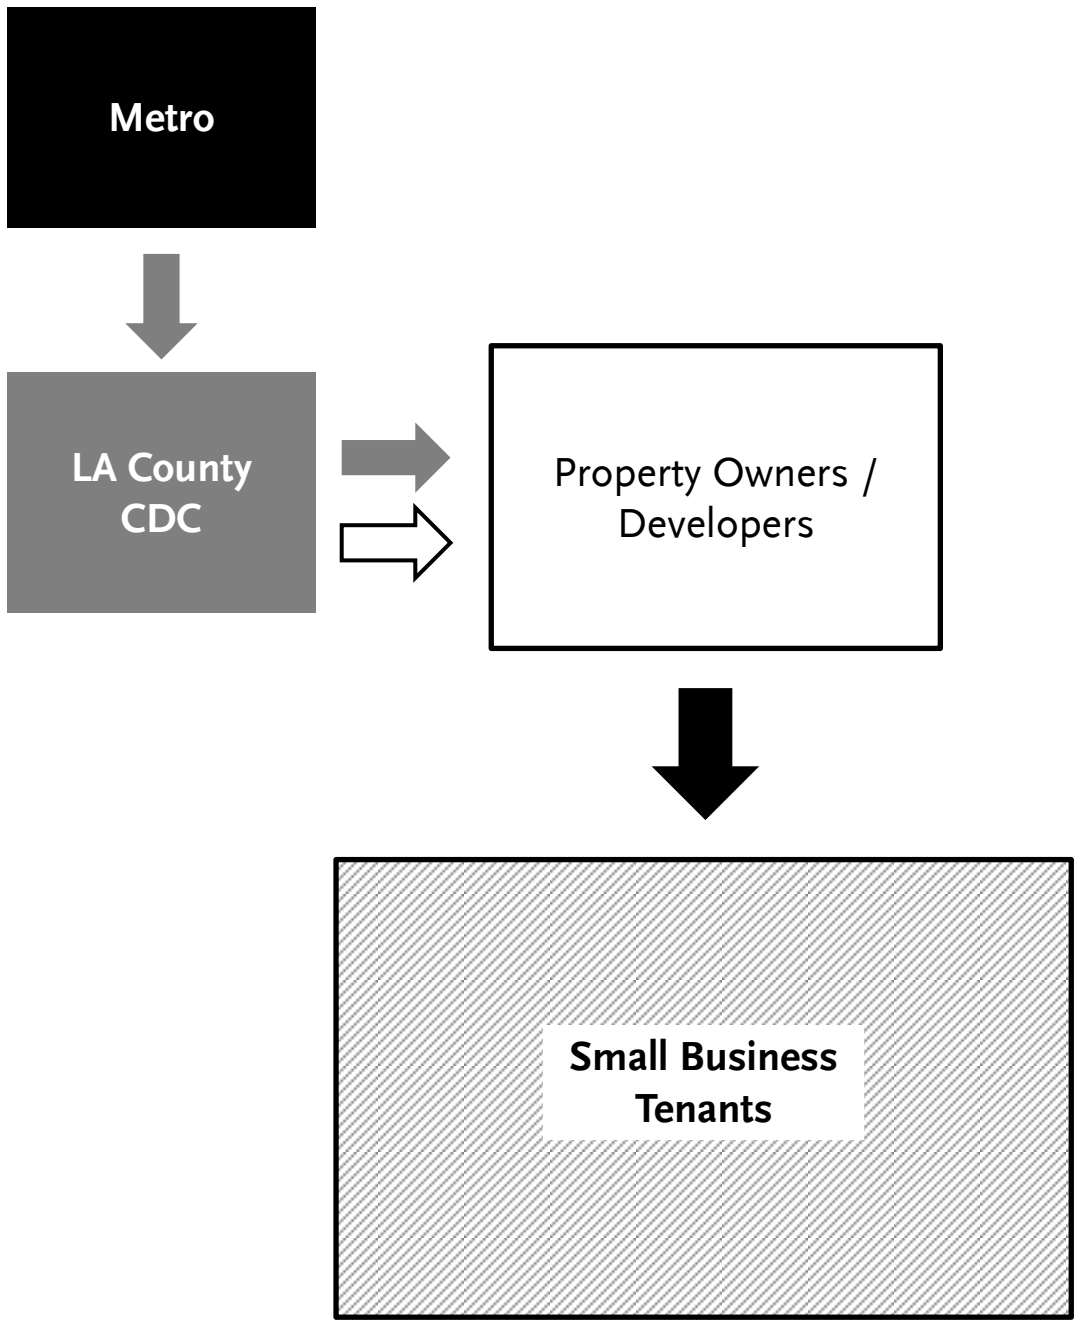 Metro
LA County
CDC
Property Owners /
Developers
Small Business
Tenants